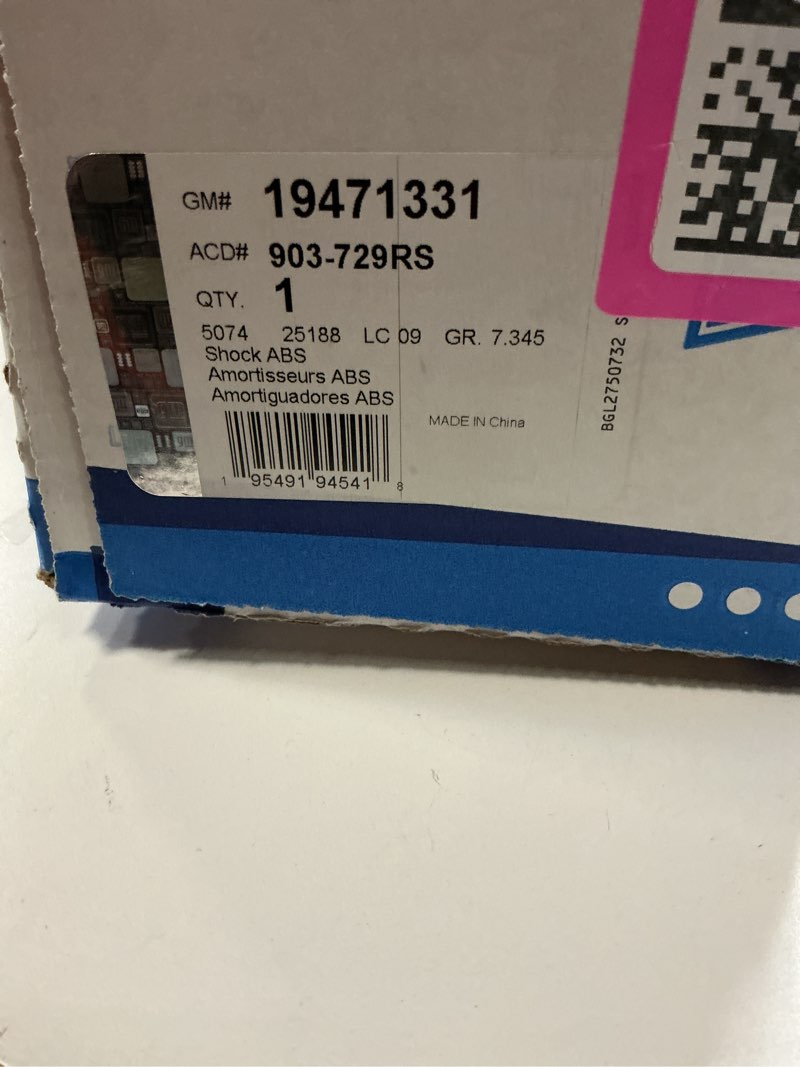 GM# 19471331
ACD# 903-729RS
QTY. 1
5074 25188 LC 09 GR. 7.345
Shock ABS
Amortisseurs ABS
Amortiguadores ABS
MADE IN China
1 95491 94541 8
BGL2750732 S